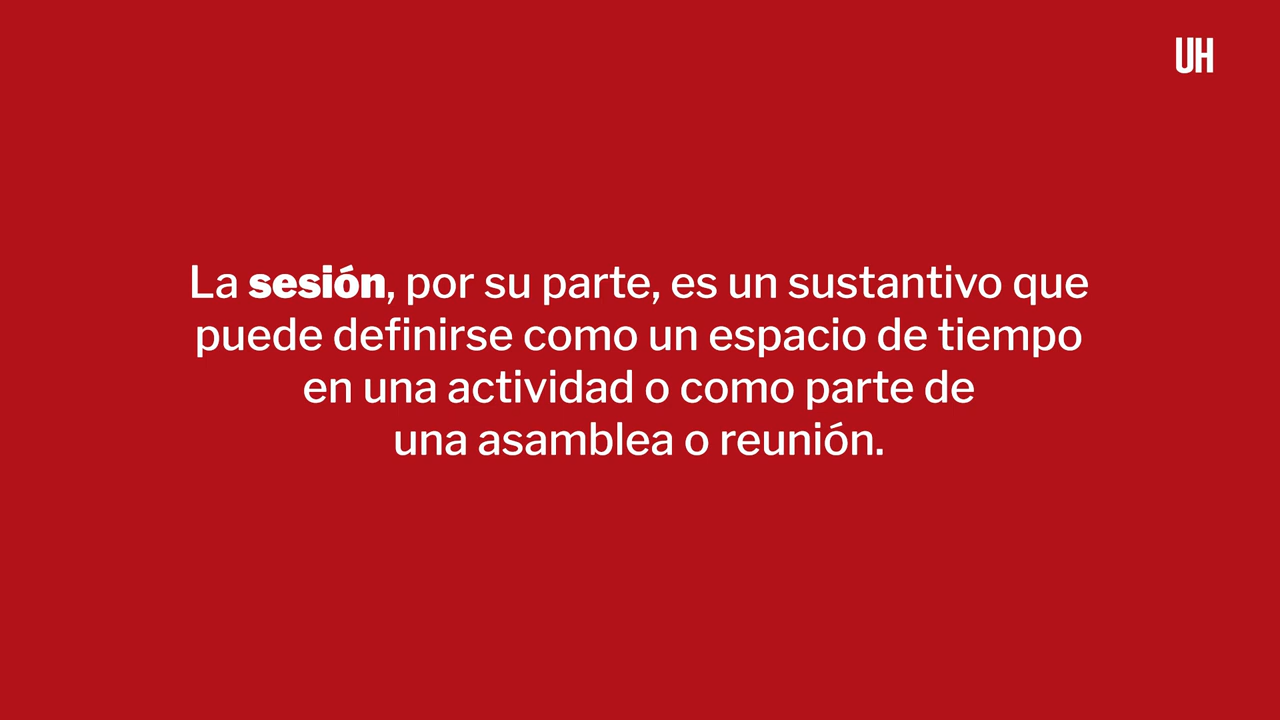 UH
La sesión, por su parte, es un sustantivo que
puede definirse como un espacio de tiempo
en una actividad o como parte de
una asamblea o reunión.